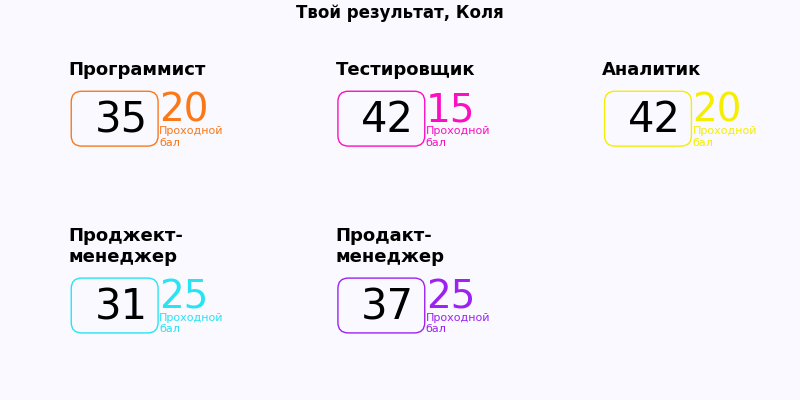 Твой результат, Коля
Программист
35 20
Проходной
бал
Тестировщик
42 15
Проходной
бал
Аналитик
42 20
Проходной
бал
Проджект-
менеджер
31 25
Проходной
бал
Продакт-
менеджер
37 25
Проходной
бал